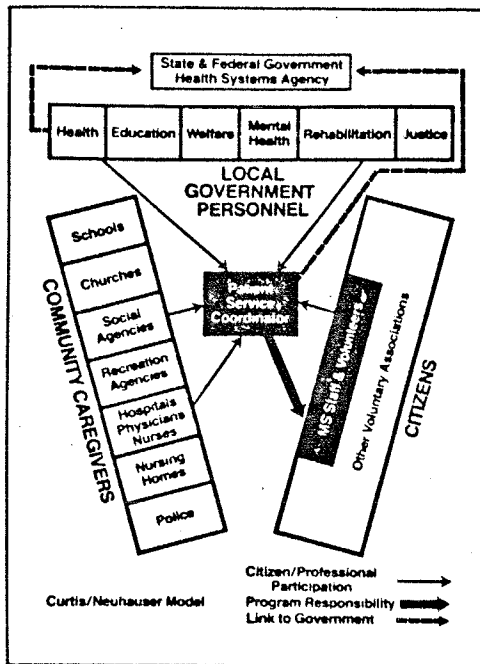 State & Federal Government
Health Systems Agency
Health
Education
Welfare
Mental
Health
Rehabilitation
Justice
LOCAL
GOVERNMENT
PERSONNEL
COMMUNITY CAREGIVERS
Schools
Churches
Social
Agencies
Recreation
Agencies
Hospitals
Physicians
Nurses
Nursing
Homes
Police
Patient
Service
Coordinator
MS Staff & Volunteers
Other Voluntary Associations
CITIZENS
Curtis/Neuhauser Model
Citizen/Professional
Participation
Program Responsibility
Link to Government